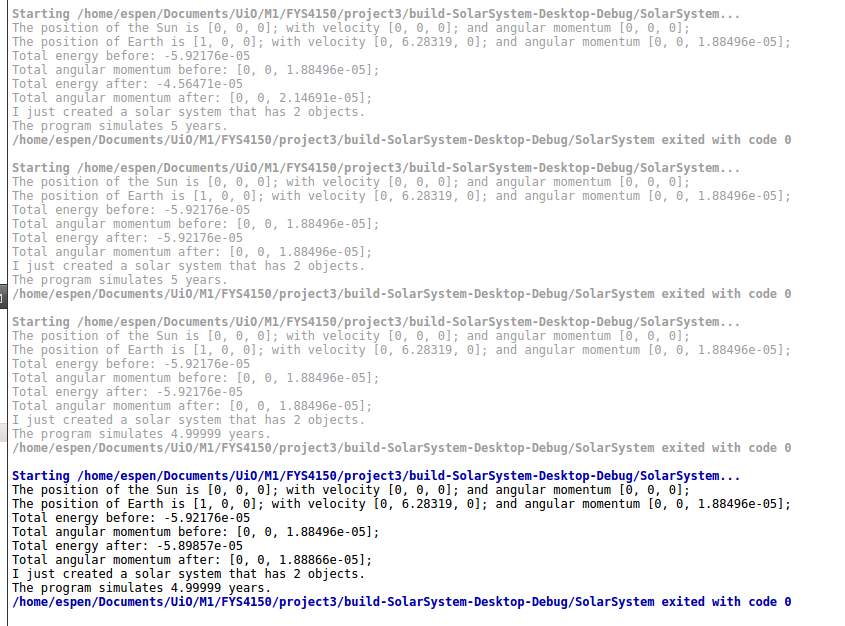 Starting /home/espen/Documents/UiO/M1/FYS4150/project3/build-SolarSystem-Desktop-Debug/SolarSystem...
The position of the Sun is [0, 0, 0]; with velocity [0, 0, 0]; and angular momentum [0, 0, 0];
The position of Earth is [1, 0, 0]; with velocity [0, 6.28319, 0]; and angular momentum [0, 0, 1.88496e-05];
Total energy before: -5.92176e-05
Total angular momentum before: [0, 0, 1.88496e-05];
Total energy after: -4.56471e-05
Total angular momentum after: [0, 0, 2.14691e-05];
I just created a solar system that has 2 objects.
The program simulates 5 years.
/home/espen/Documents/UiO/M1/FYS4150/project3/build-SolarSystem-Desktop-Debug/SolarSystem exited with code 0
Starting /home/espen/Documents/UiO/M1/FYS4150/project3/build-SolarSystem-Desktop-Debug/SolarSystem...
The position of the Sun is [0, 0, 0]; with velocity [0, 0, 0]; and angular momentum [0, 0, 0];
The position of Earth is [1, 0, 0]; with velocity [0, 6.28319, 0]; and angular momentum [0, 0, 1.88496e-05];
Total energy before: -5.92176e-05
Total angular momentum before: [0, 0, 1.88496e-05];
Total energy after: -5.92176e-05
Total angular momentum after: [0, 0, 1.88496e-05];
I just created a solar system that has 2 objects.
The program simulates 5 years.
/home/espen/Documents/UiO/M1/FYS4150/project3/build-SolarSystem-Desktop-Debug/SolarSystem exited with code 0
Starting /home/espen/Documents/UiO/M1/FYS4150/project3/build-SolarSystem-Desktop-Debug/SolarSystem...
The position of the Sun is [0, 0, 0]; with velocity [0, 0, 0]; and angular momentum [0, 0, 0];
The position of Earth is [1, 0, 0]; with velocity [0, 6.28319, 0]; and angular momentum [0, 0, 1.88496e-05];
Total energy before: -5.92176e-05
Total angular momentum before: [0, 0, 1.88496e-05];
Total energy after: -5.92176e-05
Total angular momentum after: [0, 0, 1.88496e-05];
I just created a solar system that has 2 objects.
The program simulates 4.99999 years.
/home/espen/Documents/UiO/M1/FYS4150/project3/build-SolarSystem-Desktop-Debug/SolarSystem exited with code 0
Starting /home/espen/Documents/UiO/M1/FYS4150/project3/build-SolarSystem-Desktop-Debug/SolarSystem...
The position of the Sun is [0, 0, 0]; with velocity [0, 0, 0]; and angular momentum [0, 0, 0];
The position of Earth is [1, 0, 0]; with velocity [0, 6.28319, 0]; and angular momentum [0, 0, 1.88496e-05];
Total energy before: -5.92176e-05
Total angular momentum before: [0, 0, 1.88496e-05];
Total energy after: -5.89857e-05
Total angular momentum after: [0, 0, 1.88866e-05];
I just created a solar system that has 2 objects.
The program simulates 4.99999 years.
/home/espen/Documents/UiO/M1/FYS4150/project3/build-SolarSystem-Desktop-Debug/SolarSystem exited with code 0